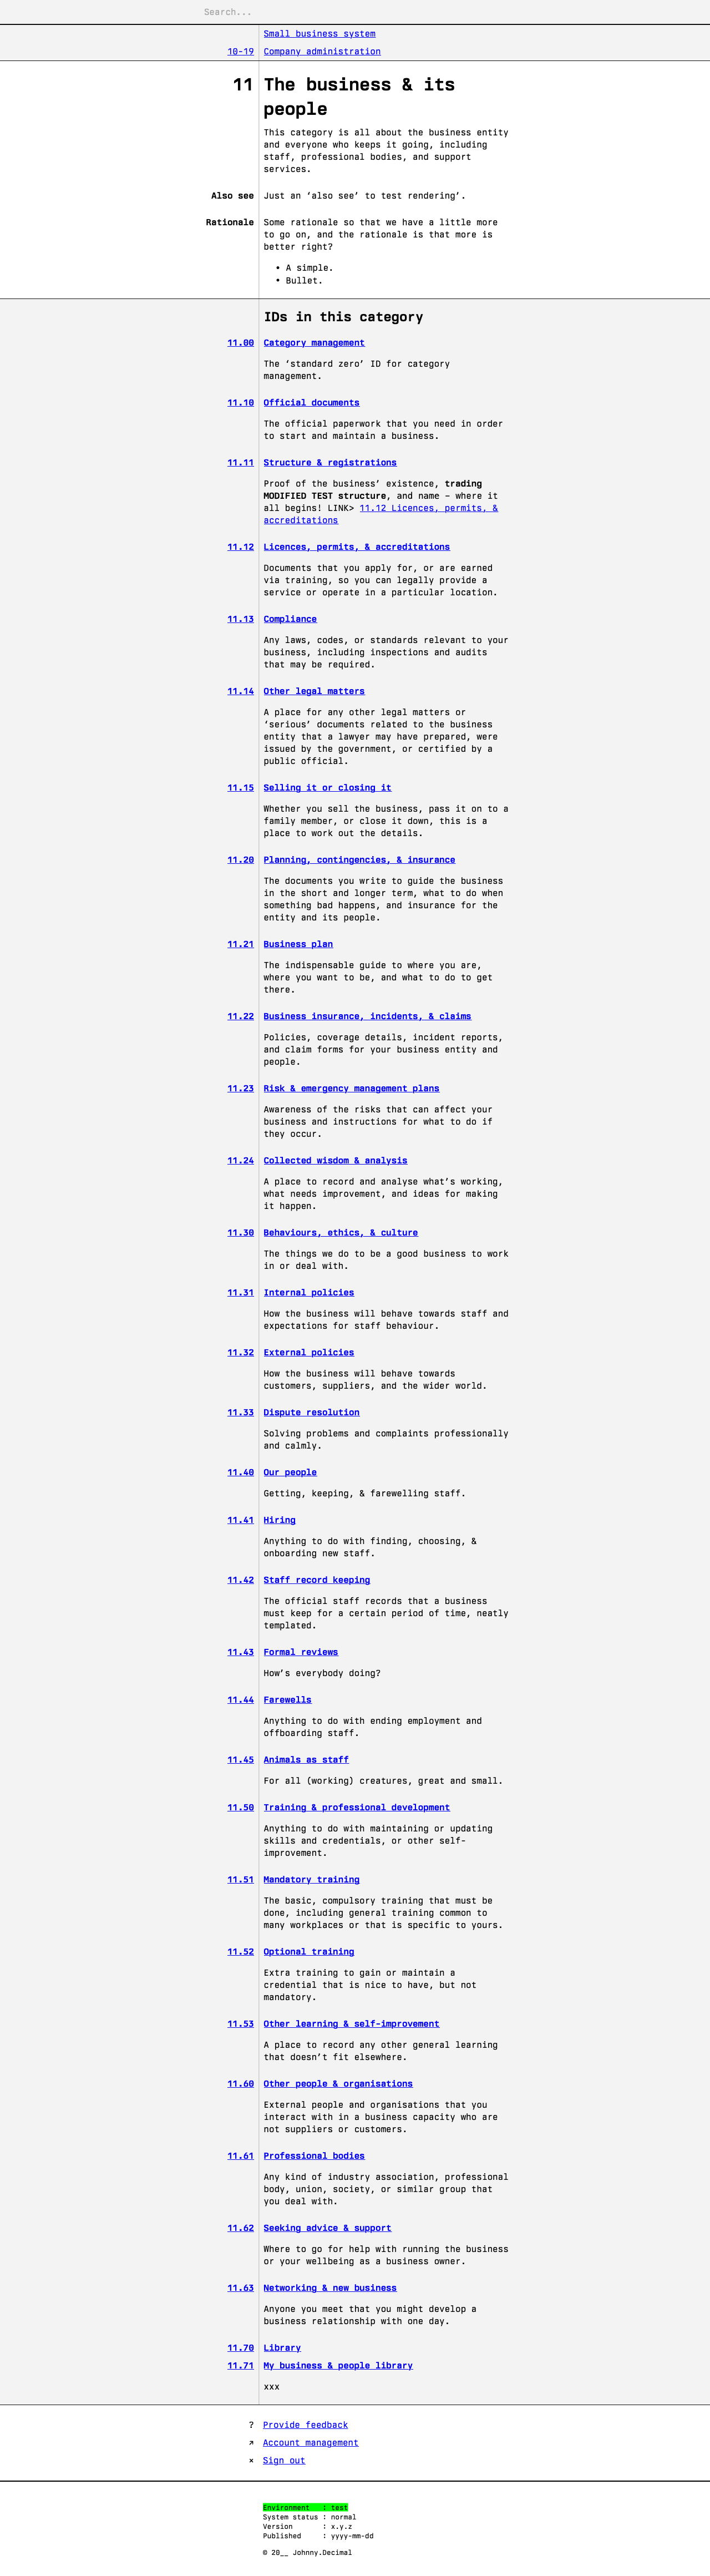 Search...
Small business system
10-19 Company administration
11 The business & its
people
This category is all about the business entity
and everyone who keeps it going, including
staff, professional bodies, and support
services.
Also see Just an ‘also see’ to test rendering’.
Rationale Some rationale so that we have a little more
to go on, and the rationale is that more is
better right?
• A simple.
• Bullet.
IDs in this category
11.00 Category management
The ‘standard zero’ ID for category
management.
11.10 Official documents
The official paperwork that you need in order
to start and maintain a business.
11.11 Structure & registrations
Proof of the business’ existence, trading
MODIFIED TEST structure, and name – where it
all begins! LINK> 11.12 Licences, permits, &
accreditations
11.12 Licences, permits, & accreditations
Documents that you apply for, or are earned
via training, so you can legally provide a
service or operate in a particular location.
11.13 Compliance
Any laws, codes, or standards relevant to your
business, including inspections and audits
that may be required.
11.14 Other legal matters
A place for any other legal matters or
‘serious’ documents related to the business
entity that a lawyer may have prepared, were
issued by the government, or certified by a
public official.
11.15 Selling it or closing it
Whether you sell the business, pass it on to a
family member, or close it down, this is a
place to work out the details.
11.20 Planning, contingencies, & insurance
The documents you write to guide the business
in the short and longer term, what to do when
something bad happens, and insurance for the
entity and its people.
11.21 Business plan
The indispensable guide to where you are,
where you want to be, and what to do to get
there.
11.22 Business insurance, incidents, & claims
Policies, coverage details, incident reports,
and claim forms for your business entity and
people.
11.23 Risk & emergency management plans
Awareness of the risks that can affect your
business and instructions for what to do if
they occur.
11.24 Collected wisdom & analysis
A place to record and analyse what’s working,
what needs improvement, and ideas for making
it happen.
11.30 Behaviours, ethics, & culture
The things we do to be a good business to work
in or deal with.
11.31 Internal policies
How the business will behave towards staff and
expectations for staff behaviour.
11.32 External policies
How the business will behave towards
customers, suppliers, and the wider world.
11.33 Dispute resolution
Solving problems and complaints professionally
and calmly.
11.40 Our people
Getting, keeping, & farewelling staff.
11.41 Hiring
Anything to do with finding, choosing, &
onboarding new staff.
11.42 Staff record keeping
The official staff records that a business
must keep for a certain period of time, neatly
templated.
11.43 Formal reviews
How’s everybody doing?
11.44 Farewells
Anything to do with ending employment and
offboarding staff.
11.45 Animals as staff
For all (working) creatures, great and small.
11.50 Training & professional development
Anything to do with maintaining or updating
skills and credentials, or other self-
improvement.
11.51 Mandatory training
The basic, compulsory training that must be
done, including general training common to
many workplaces or that is specific to yours.
11.52 Optional training
Extra training to gain or maintain a
credential that is nice to have, but not
mandatory.
11.53 Other learning & self-improvement
A place to record any other general learning
that doesn’t fit elsewhere.
11.60 Other people & organisations
External people and organisations that you
interact with in a business capacity who are
not suppliers or customers.
11.61 Professional bodies
Any kind of industry association, professional
body, union, society, or similar group that
you deal with.
11.62 Seeking advice & support
Where to go for help with running the business
or your wellbeing as a business owner.
11.63 Networking & new business
Anyone you meet that you might develop a
business relationship with one day.
11.70 Library
11.71 My business & people library
xxx
? Provide feedback
↗ Account management
× Sign out
Environment : test
System status : normal
Version : x.y.z
Published : yyyy-mm-dd
© 20__ Johnny.Decimal